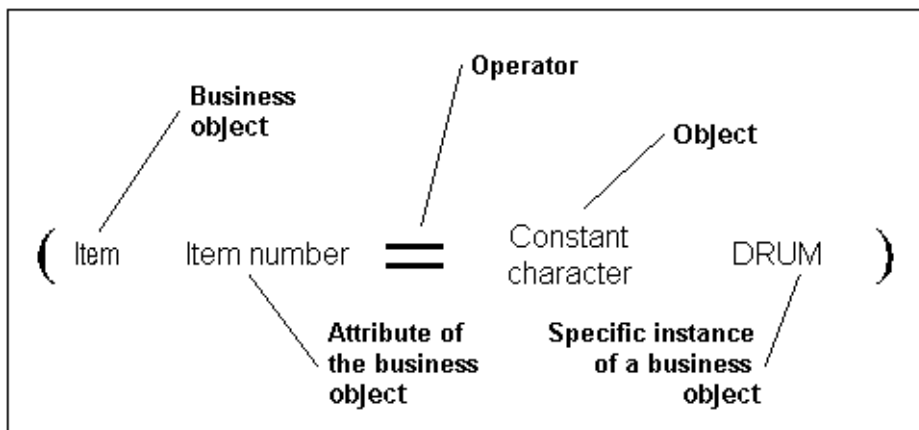 Operator
Business
object
Object
( Item Item number = Constant
character DRUM )
Attribute of
the business
object
Specific instance
of a business
object